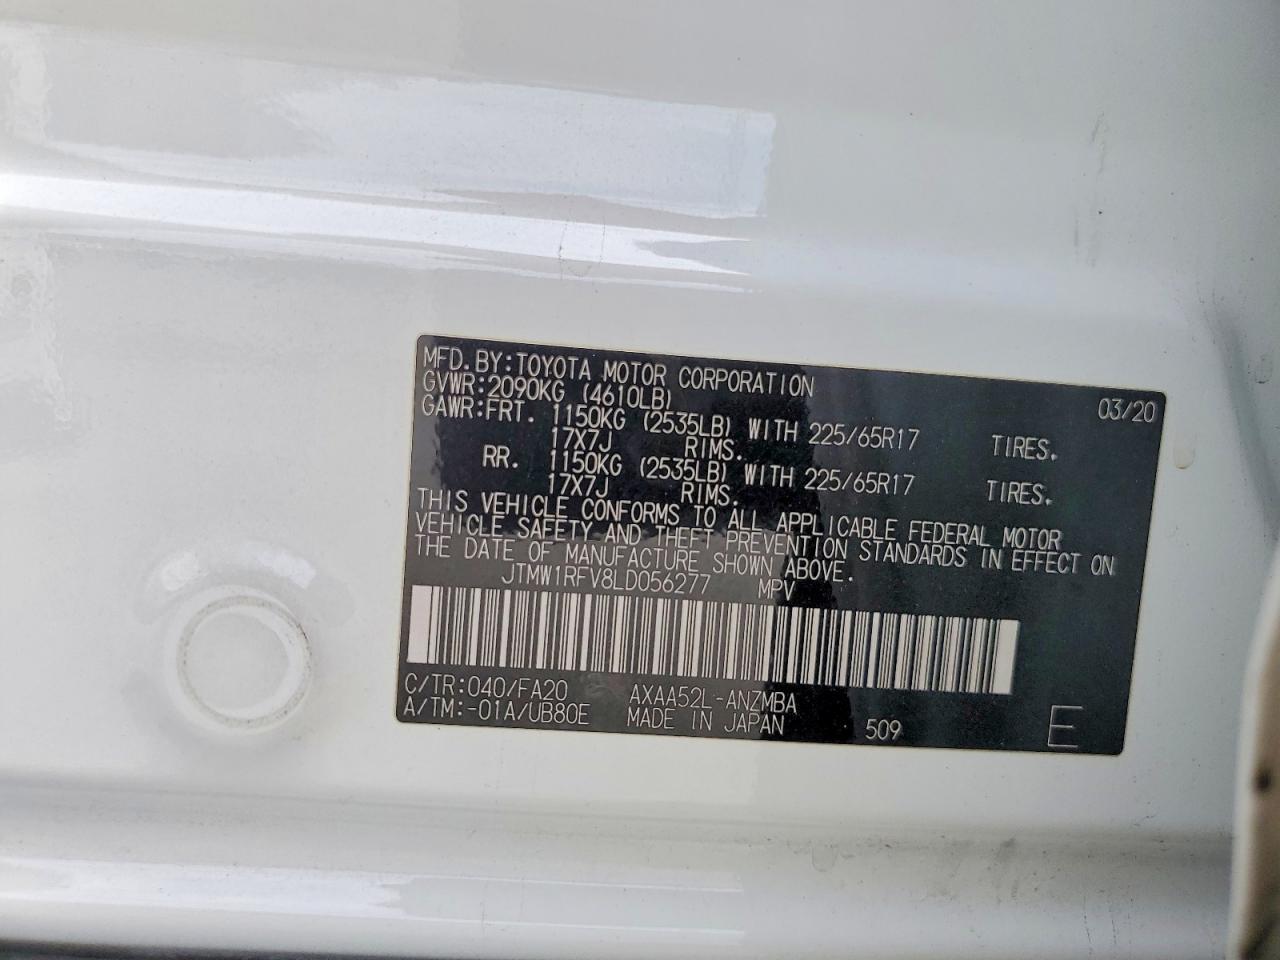 MFD.BY:TOYOTA MOTOR CORPORATION 03/20
GVWR:2090KG (4610LB)
GAWR:FRT. 1150KG (2535LB) WITH 225/65R17 TIRES.
17X7J RIMS.
RR. 1150KG (2535LB) WITH 225/65R17 TIRES.
17X7J RIMS.
THIS VEHICLE CONFORMS TO ALL APPLICABLE FEDERAL MOTOR
VEHICLE SAFETY AND THEFT PREVENTION STANDARDS IN EFFECT ON
THE DATE OF MANUFACTURE SHOWN ABOVE.
JTMW1RFV8LD056277 MPV
C/TR:040/FA20 AXAA52L-ANZMBA
A/TM:-01A/UB80E MADE IN JAPAN 509 E